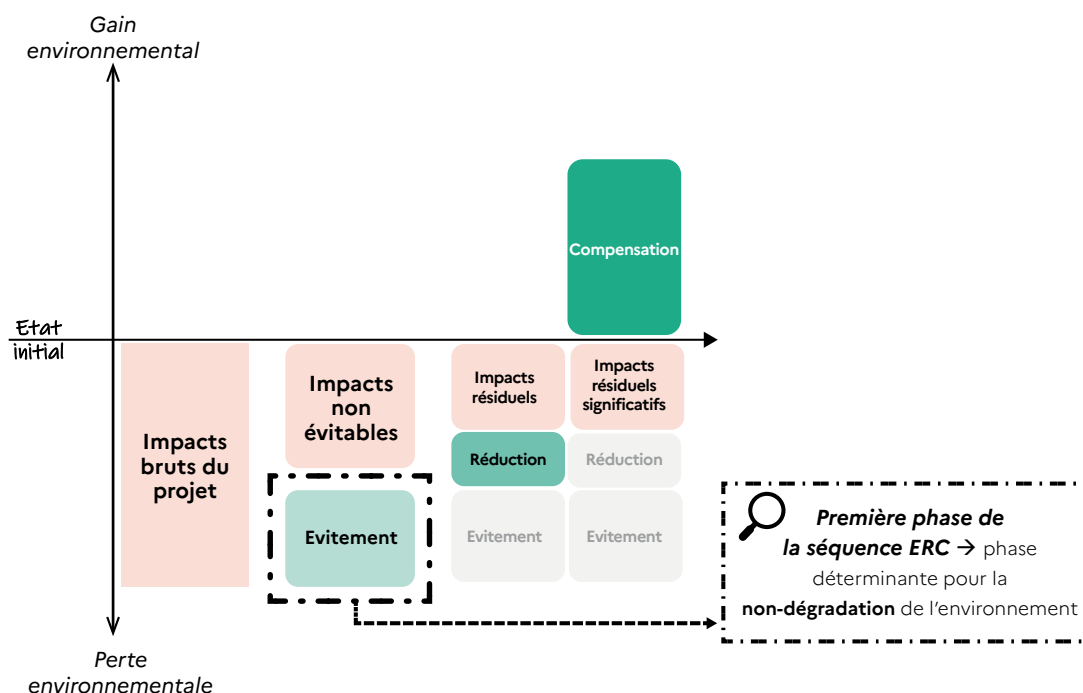 Gain
environnemental
Compensation
Etat
initial
Impacts
bruts du
projet
Impacts
non
évitables
Evitement
Impacts
résiduels
Réduction
Evitement
Impacts
résiduels
significatifs
Réduction
Evitement
Première phase de
la séquence ERC → phase
déterminante pour la
non-dégradation de l'environnement
Perte
environnementale